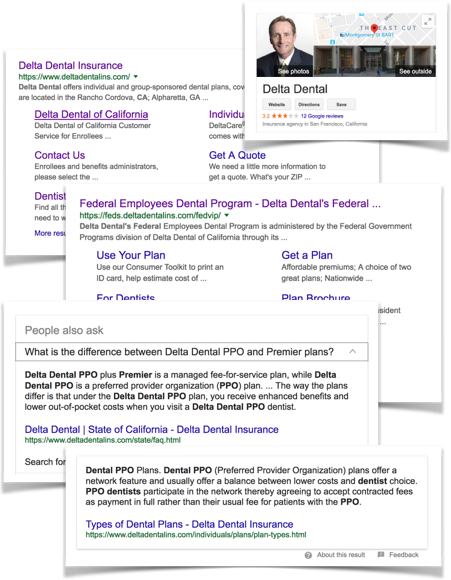 THE EAST CUT
Montgomery St BART
See photos
See outside
Delta Dental
Website
Directions
Save
3.2
12 Google reviews
Insurance agency in San Francisco, California
Delta Dental Insurance
https://www.deltadentalins.com/
Delta Dental offers individual and group-sponsored dental plans, cov
are located in the Rancho Cordova, CA; Alpharetta, GA ...
Delta Dental of California
Delta Dental of California Customer
Service for Enrollees ...
Individu
DeltaCare®
comes with
Contact Us
Enrollees and benefits administrators,
please select the ...
Get A Quote
We need a little more information to
get a quote. What's your ZIP ...
Dentist
Find all th
need to w
More resu
Federal Employees Dental Program - Delta Dental's Federal ...
https://feds.deltadentalins.com/fedvip/
Delta Dental's Federal Employees Dental Program is administered by the Federal Government
Programs division of Delta Dental of California through its ...
Use Your Plan
Use our Consumer Toolkit to print an
ID card, help estimate cost of ...
Get a Plan
Affordable premiums; A choice of two
great plans; Nationwide ...
For Dentists
Plan Brochure
sident
...
People also ask
What is the difference between Delta Dental PPO and Premier plans?
Delta Dental PPO plus Premier is a managed fee-for-service plan, while Delta
Dental PPO is a preferred provider organization (PPO) plan. ... The way the plans
differ is that under the Delta Dental PPO plan, you receive enhanced benefits and
lower out-of-pocket costs when you visit a Delta Dental PPO dentist.
Delta Dental | State of California - Delta Dental Insurance
https://www.deltadentalins.com/state/faq.html
Search for
Dental PPO Plans. Dental PPO (Preferred Provider Organization) plans offer a
network feature and usually offer a balance between lower costs and dentist choice.
PPO dentists participate in the network thereby agreeing to accept contracted fees
as payment in full rather than their usual fee for patients with the PPO.
Types of Dental Plans - Delta Dental Insurance
https://www.deltadentalins.com/individuals/plans/plan-types.html
About this result
Feedback